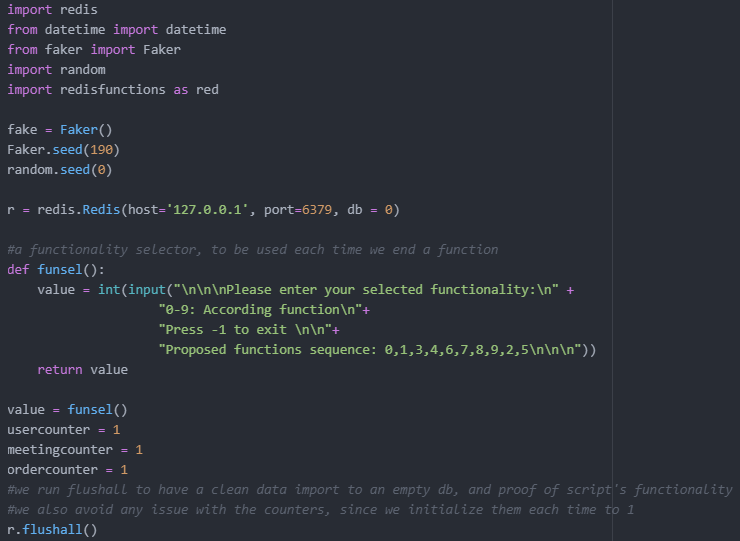 import redis
from datetime import datetime
from faker import Faker
import random
import redisfunctions as red
fake = Faker()
Faker.seed(190)
random.seed(0)
r = redis.Redis(host='127.0.0.1', port=6379, db = 0)
#a functionality selector, to be used each time we end a function
def funsel():
    value = int(input("\n\n\nPlease enter your selected functionality:\n" +
                    "0-9: According function\n"+
                    "Press -1 to exit \n\n"+
                    "Proposed functions sequence: 0,1,3,4,6,7,8,9,2,5\n\n\n"))
    return value
value = funsel()
usercounter = 1
meetingcounter = 1
ordercounter = 1
#we run flushall to have a clean data import to an empty db, and proof of script's functionality
#we also avoid any issue with the counters, since we initialize them each time to 1
r.flushall()